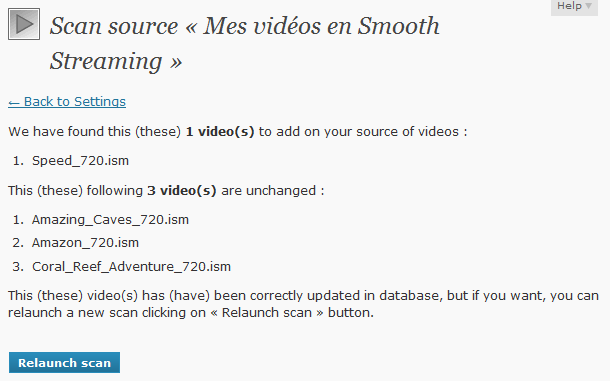 Help ▼
Scan source « Mes vidéos en Smooth
Streaming »
← Back to Settings
We have found this (these) 1 video(s) to add on your source of videos :
1. Speed_720.ism
This (these) following 3 video(s) are unchanged :
1. Amazing_Caves_720.ism
2. Amazon_720.ism
3. Coral_Reef_Adventure_720.ism
This (these) video(s) has (have) been correctly updated in database, but if you want, you can
relaunch a new scan clicking on « Relaunch scan » button.
Relaunch scan